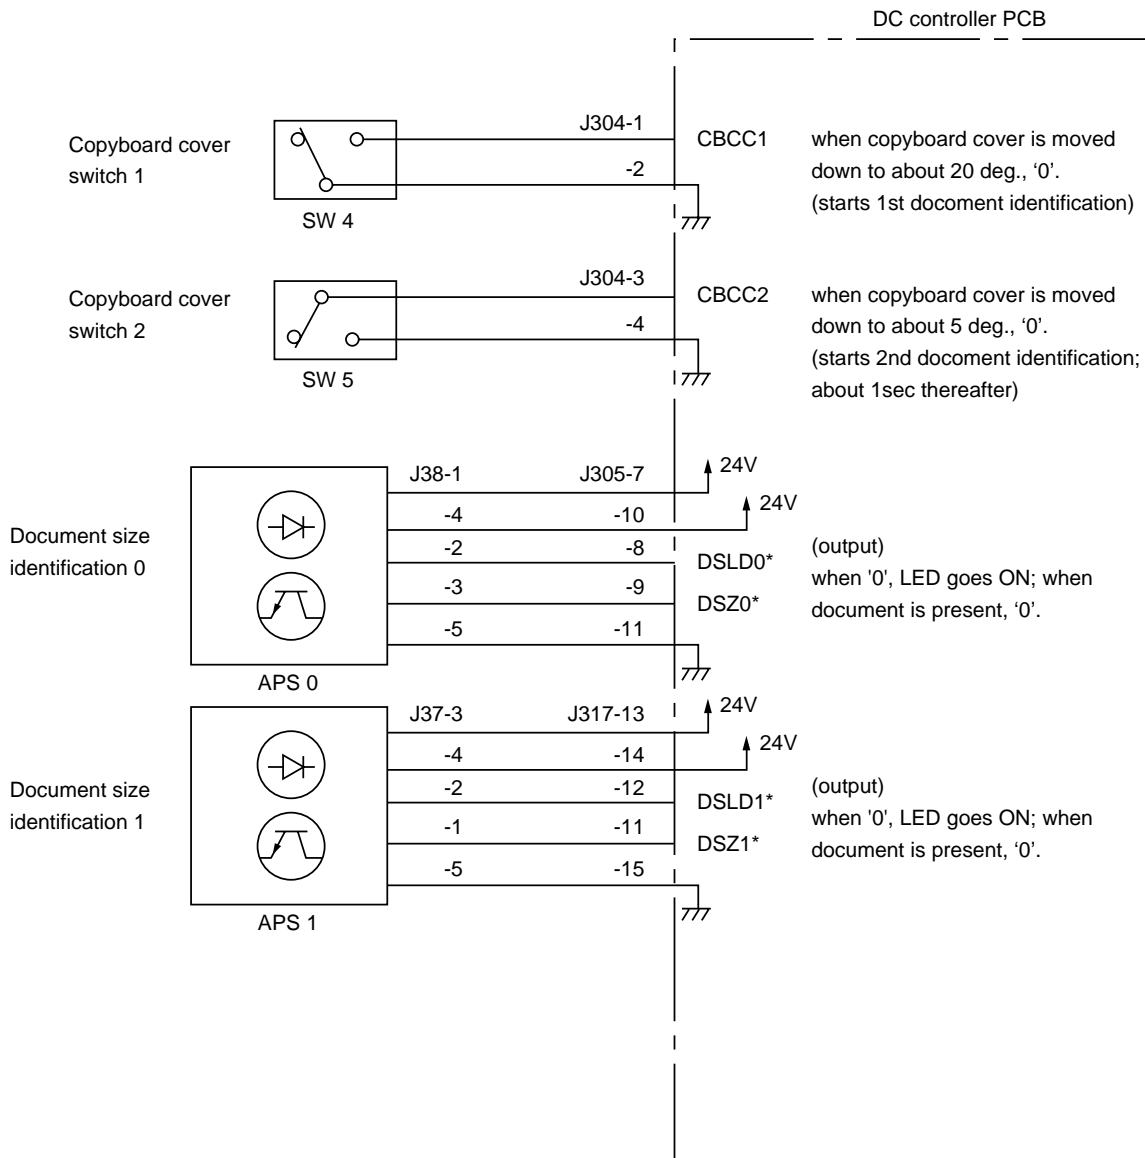 DC controller PCB
Copyboard cover
switch 1
SW 4
J304-1
-2
CBCC1
when copyboard cover is moved
down to about 20 deg., ‘0’.
(starts 1st docoment identification)
Copyboard cover
switch 2
SW 5
J304-3
-4
CBCC2
when copyboard cover is moved
down to about 5 deg., ‘0’.
(starts 2nd docoment identification;
about 1sec thereafter)
Document size
identification 0
APS 0
J38-1 J305-7 24V
-4 -10 24V
-2 -8 DSLD0*
-3 -9 DSZ0*
-5 -11
(output)
when '0', LED goes ON; when
document is present, ‘0’.
Document size
identification 1
APS 1
J37-3 J317-13 24V
-4 -14 24V
-2 -12 DSLD1*
-1 -11 DSZ1*
-5 -15
(output)
when '0', LED goes ON; when
document is present, ‘0’.